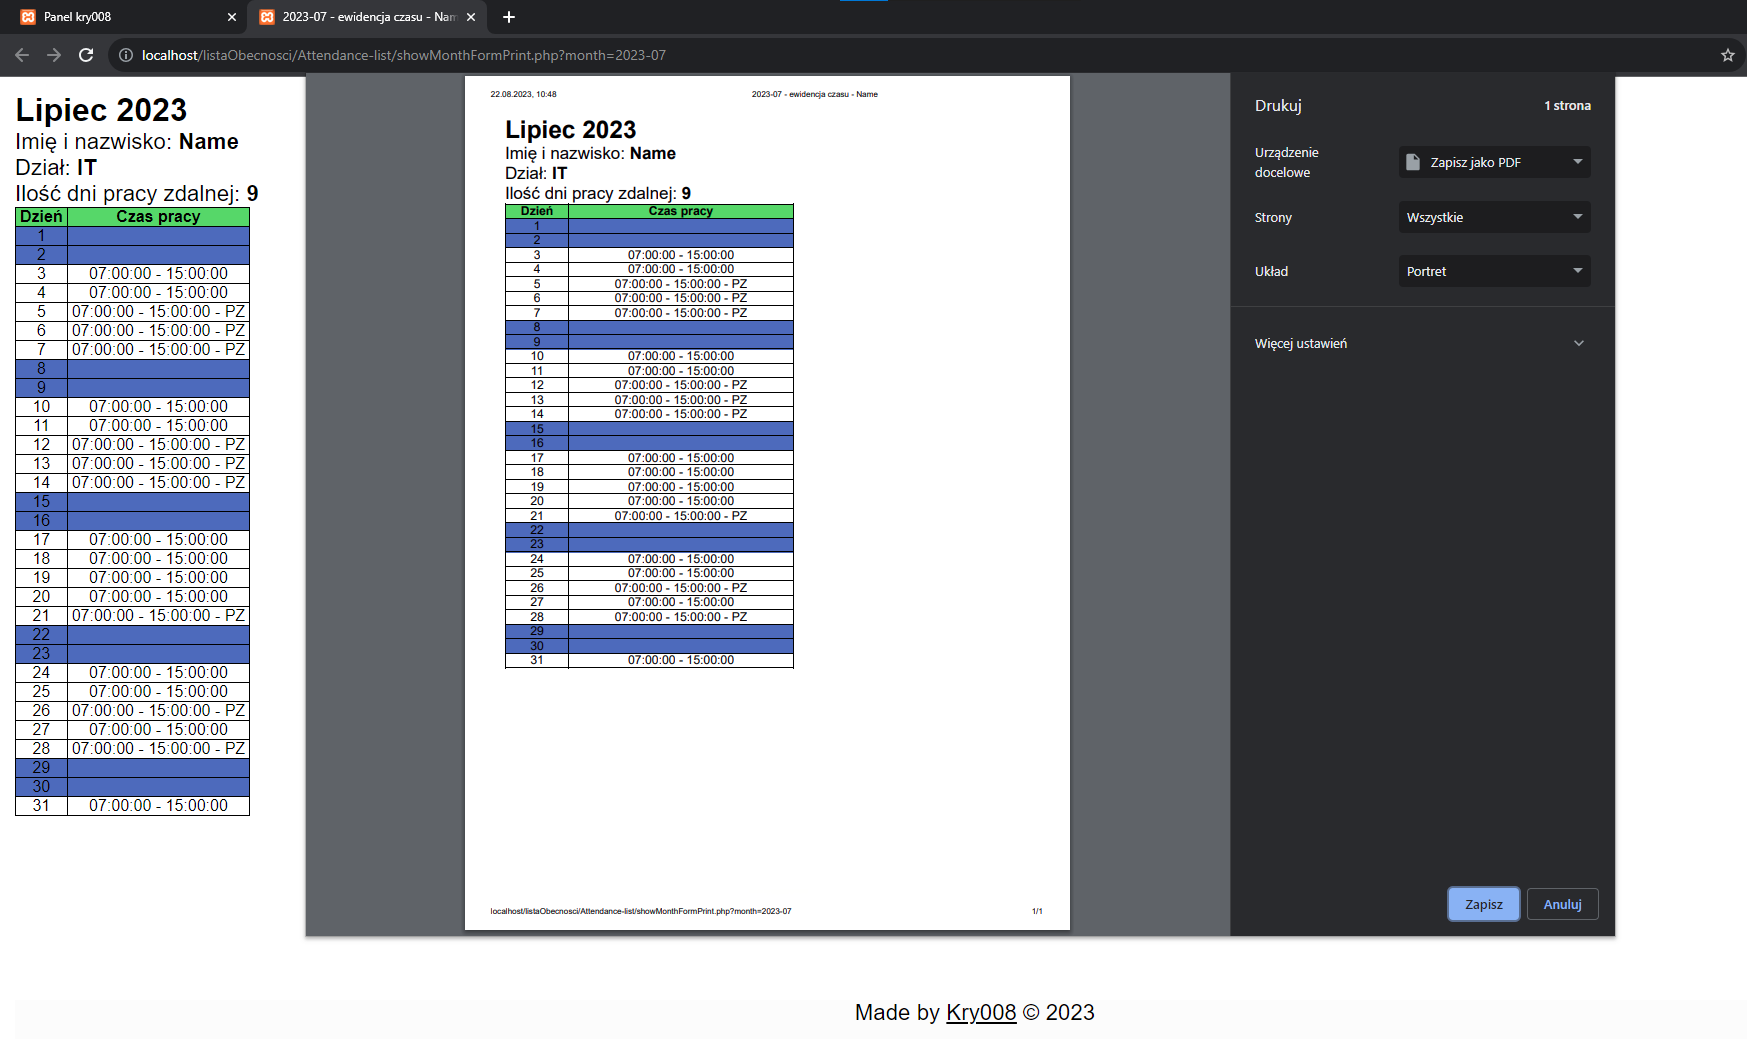 Panel kry008
2023-07 - ewidencja czasu - Nam
localhost/listaObecnosci/Attendance-list/showMonthFormPrint.php?month=2023-07
Lipiec 2023
Imię i nazwisko: Name
Dział: IT
Ilość dni pracy zdalnej: 9
Dzień Czas pracy
1
2
3 07:00:00 - 15:00:00
4 07:00:00 - 15:00:00
5 07:00:00 - 15:00:00 - PZ
6 07:00:00 - 15:00:00 - PZ
7 07:00:00 - 15:00:00 - PZ
8
9
10 07:00:00 - 15:00:00
11 07:00:00 - 15:00:00
12 07:00:00 - 15:00:00 - PZ
13 07:00:00 - 15:00:00 - PZ
14 07:00:00 - 15:00:00 - PZ
15
16
17 07:00:00 - 15:00:00
18 07:00:00 - 15:00:00
19 07:00:00 - 15:00:00
20 07:00:00 - 15:00:00
21 07:00:00 - 15:00:00 - PZ
22
23
24 07:00:00 - 15:00:00
25 07:00:00 - 15:00:00
26 07:00:00 - 15:00:00 - PZ
27 07:00:00 - 15:00:00
28 07:00:00 - 15:00:00 - PZ
29
30
31 07:00:00 - 15:00:00
22.08.2023, 10:48 2023-07 - ewidencja czasu - Name
Lipiec 2023
Imię i nazwisko: Name
Dział: IT
Ilość dni pracy zdalnej: 9
Dzień Czas pracy
1
2
3 07:00:00 - 15:00:00
4 07:00:00 - 15:00:00
5 07:00:00 - 15:00:00 - PZ
6 07:00:00 - 15:00:00 - PZ
7 07:00:00 - 15:00:00 - PZ
8
9
10 07:00:00 - 15:00:00
11 07:00:00 - 15:00:00
12 07:00:00 - 15:00:00 - PZ
13 07:00:00 - 15:00:00 - PZ
14 07:00:00 - 15:00:00 - PZ
15
16
17 07:00:00 - 15:00:00
18 07:00:00 - 15:00:00
19 07:00:00 - 15:00:00
20 07:00:00 - 15:00:00
21 07:00:00 - 15:00:00 - PZ
22
23
24 07:00:00 - 15:00:00
25 07:00:00 - 15:00:00
26 07:00:00 - 15:00:00 - PZ
27 07:00:00 - 15:00:00
28 07:00:00 - 15:00:00 - PZ
29
30
31 07:00:00 - 15:00:00
localhost/listaObecnosci/Attendance-list/showMonthFormPrint.php?month=2023-07 1/1
Drukuj 1 strona
Urządzenie
docelowe
Zapisz jako PDF
Strony Wszystkie
Układ Portret
Więcej ustawień
Zapisz Anuluj
Made by Kry008 © 2023